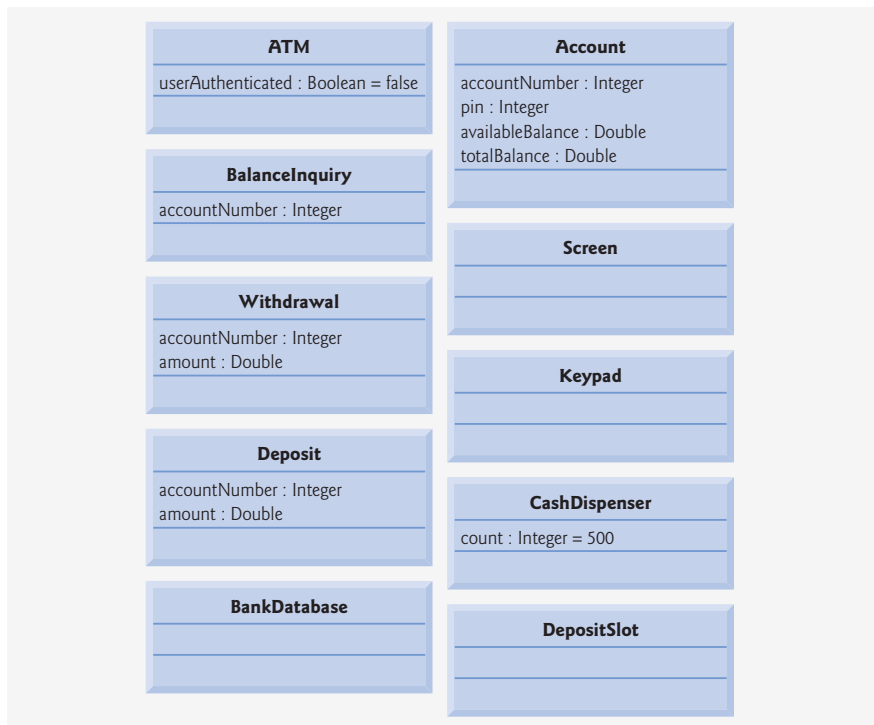 ATM
userAuthenticated : Boolean = false
BalanceInquiry
accountNumber : Integer
Withdrawal
accountNumber : Integer
amount : Double
Deposit
accountNumber : Integer
amount : Double
BankDatabase
Account
accountNumber : Integer
pin : Integer
availableBalance : Double
totalBalance : Double
Screen
Keypad
CashDispenser
count : Integer = 500
DepositSlot